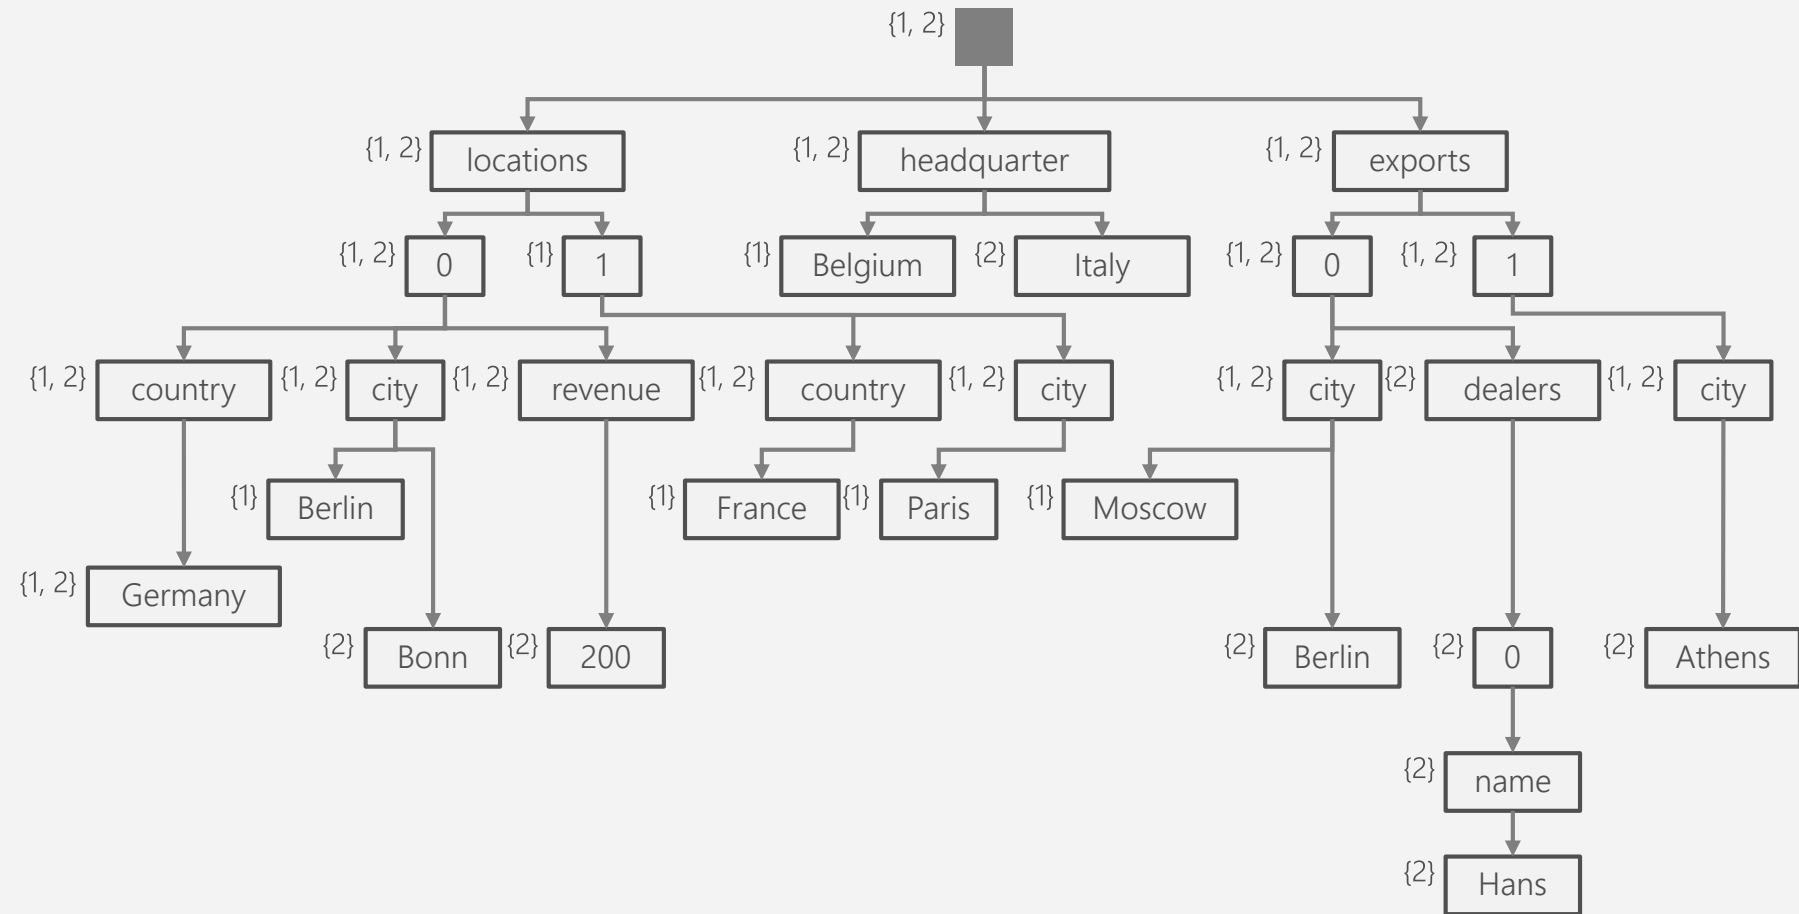 {1, 2}
{1, 2} locations {1, 2} headquarter {1, 2} exports
{1, 2} 0 {1} 1 {1} Belgium {2} Italy {1, 2} 0 {1, 2} 1
{1, 2} country {1, 2} city {1, 2} revenue {1, 2} country {1, 2} city {1, 2} city {2} dealers {1, 2} city
{1} Berlin {1} France {1} Paris {1} Moscow
{1, 2} Germany
{2} Bonn {2} 200 {2} Berlin {2} 0 {2} Athens
{2} name
{2} Hans